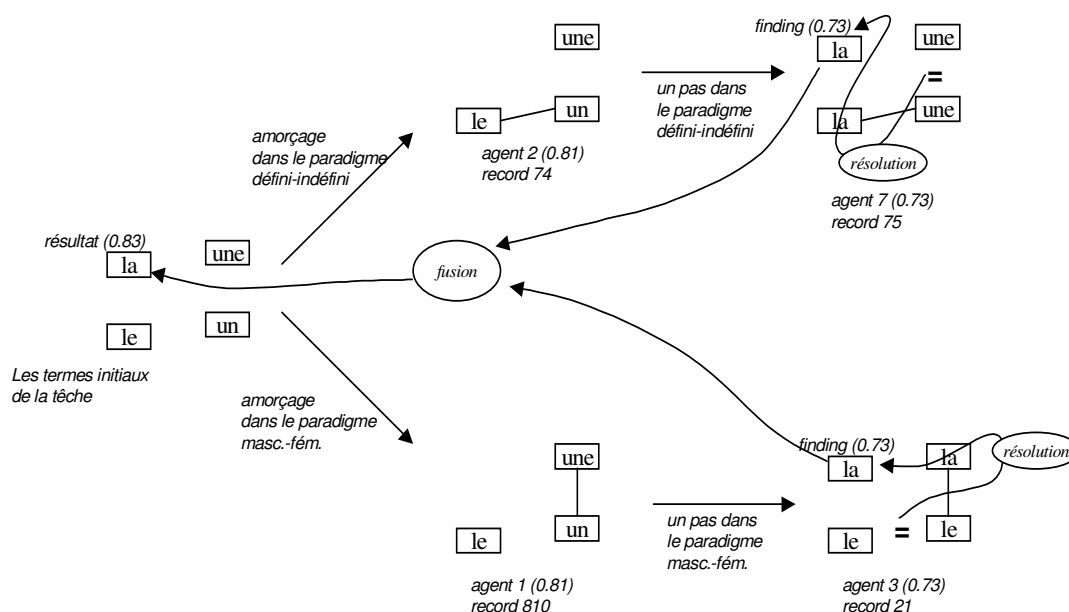 finding (0.73)
une
la
une
=
un pas dans
le paradigme
défini-indéfini
le
un
la
une
amorçage
dans le paradigme
défini-indéfini
agent 2 (0.81)
record 74
résolution
agent 7 (0.73)
record 75
résultat (0.83)
la
une
fusion
le
un
Les termes initiaux
de la têche
amorçage
dans le paradigme
masc.-fém.
finding (0.73)
une
la
la
résolution
un pas dans
le paradigme
masc.-fém.
le
un
le
=
le
agent 1 (0.81)
record 810
agent 3 (0.73)
record 21